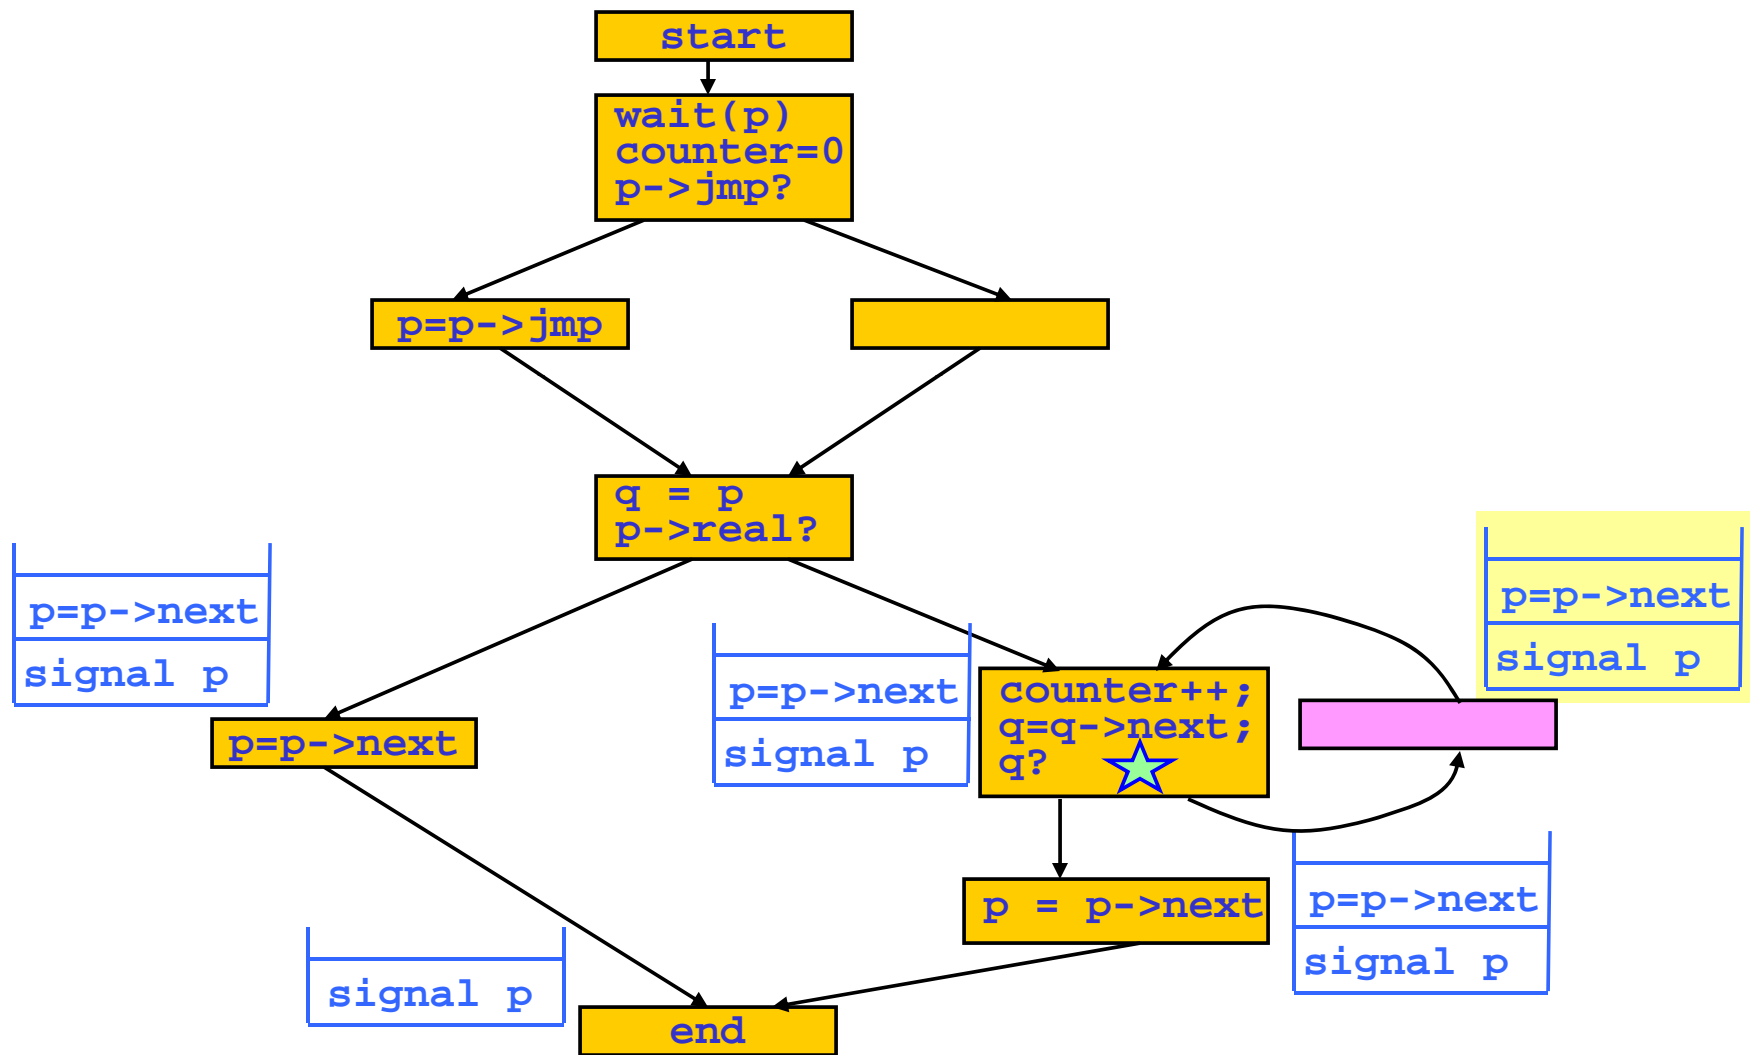 start
wait(p)
counter=0
p->jmp?
p=p->jmp
q = p
p->real?
p=p->next
signal p
p=p->next
signal p
p=p->next
signal p
counter++;
q=q->next;
q?
p=p->next
p = p->next
p=p->next
signal p
signal p
end